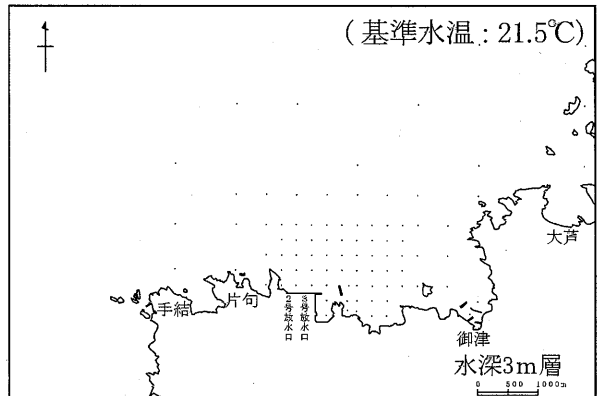 (基準水温：21.5℃)
大芦
片句
手結
2号放水口
3号放水口
御津
水深3m層
0 500 1000m